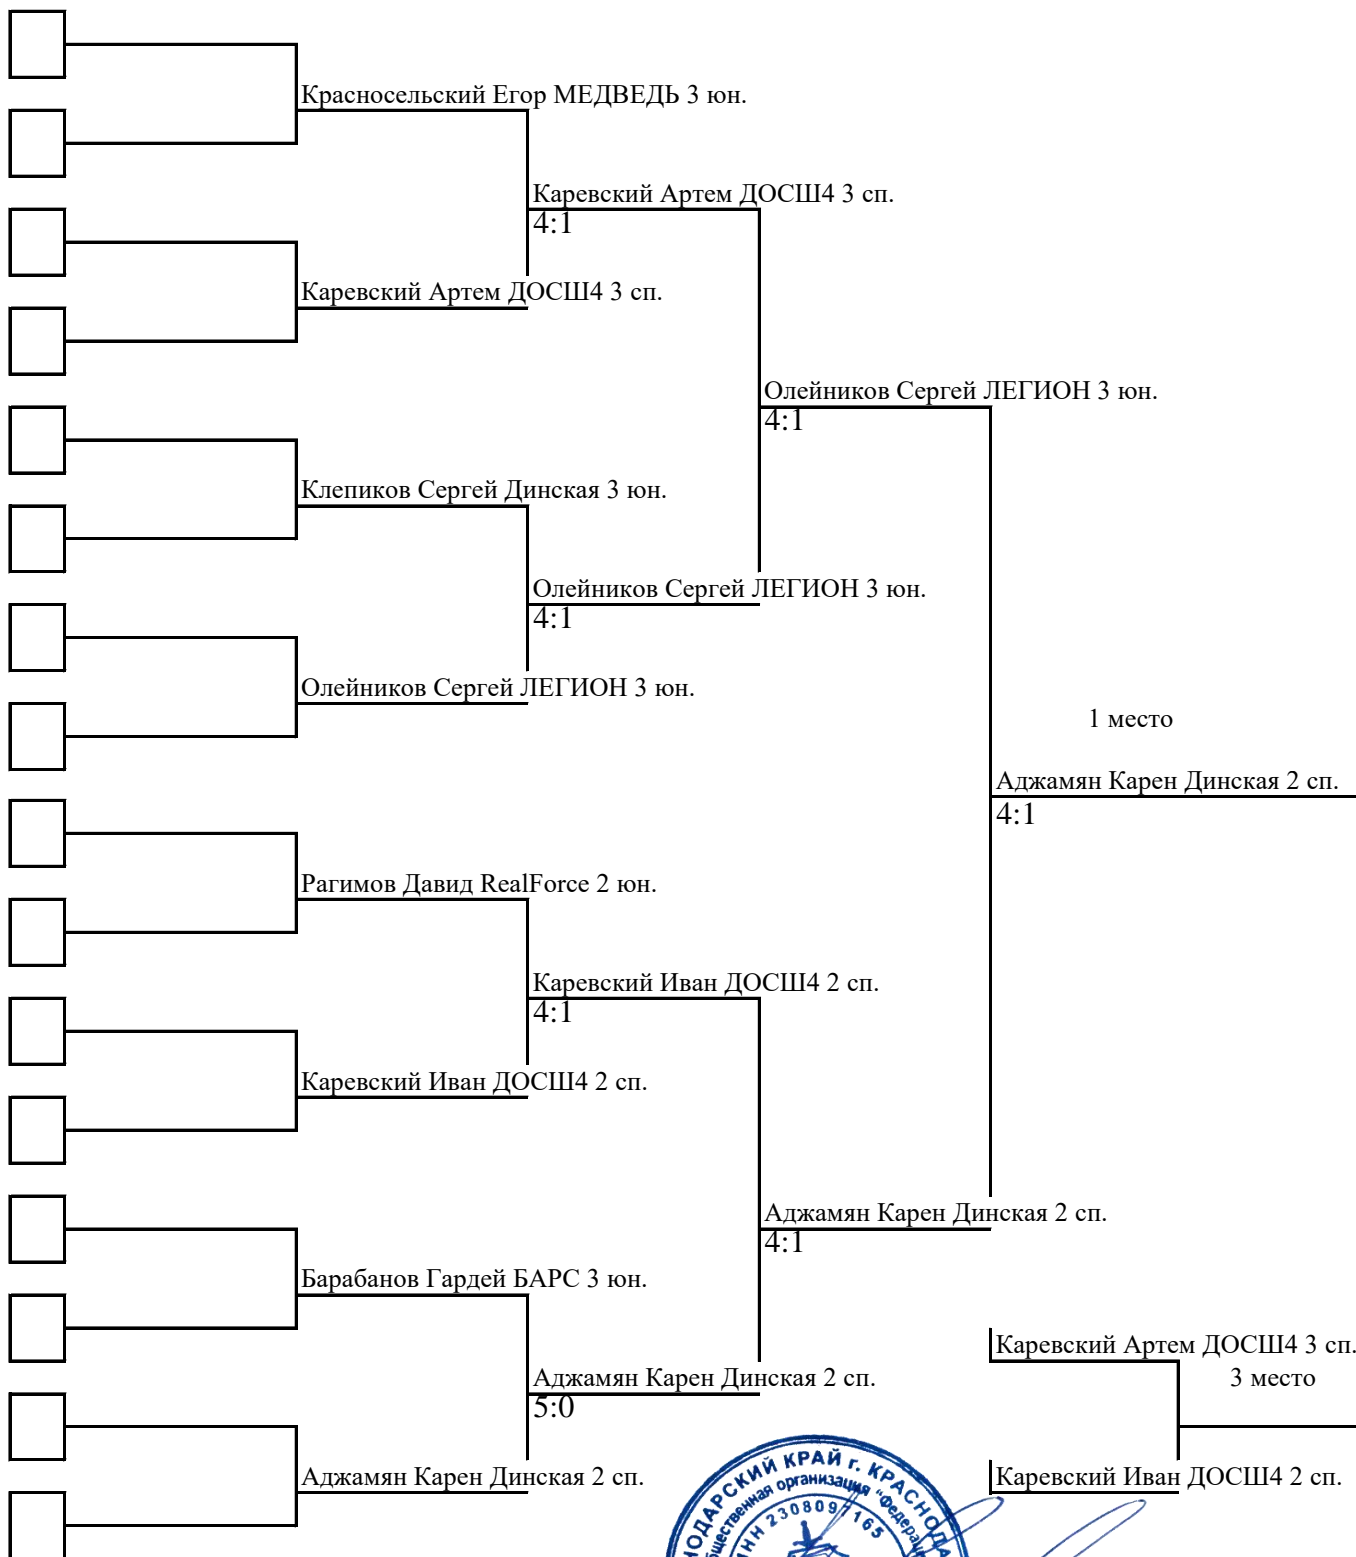 Красносельский Егор МЕДВЕДЬ 3 юн.
Каревский Артем ДОСШ4 3 сп.
4:1
Каревский Артем ДОСШ4 3 сп.
Олейников Сергей ЛЕГИОН 3 юн.
4:1
Клепиков Сергей Динская 3 юн.
Олейников Сергей ЛЕГИОН 3 юн.
4:1
Олейников Сергей ЛЕГИОН 3 юн.
1 место
Аджамян Карен Динская 2 сп.
4:1
Рагимов Давид RealForce 2 юн.
Каревский Иван ДОСШ4 2 сп.
4:1
Каревский Иван ДОСШ4 2 сп.
Аджамян Карен Динская 2 сп.
4:1
Барабанов Гардей БАРС 3 юн.
Каревский Артем ДОСШ4 3 сп.
3 место
Аджамян Карен Динская 2 сп.
5:0
Аджамян Карен Динская 2 сп.
Каревский Иван ДОСШ4 2 сп.
КИЙ КРАЙ г.
организация
ИНН 2308097165